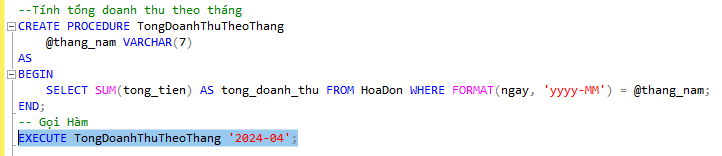 --Tính tổng doanh thu theo tháng
CREATE PROCEDURE TongDoanhThuTheoThang
@thang_nam VARCHAR(7)
AS
BEGIN
SELECT SUM(tong_tien) AS tong_doanh_thu FROM HoaDon WHERE FORMAT(ngay, 'yyyy-MM') = @thang_nam;
END;
-- Gọi Hàm
EXECUTE TongDoanhThuTheoThang '2024-04';